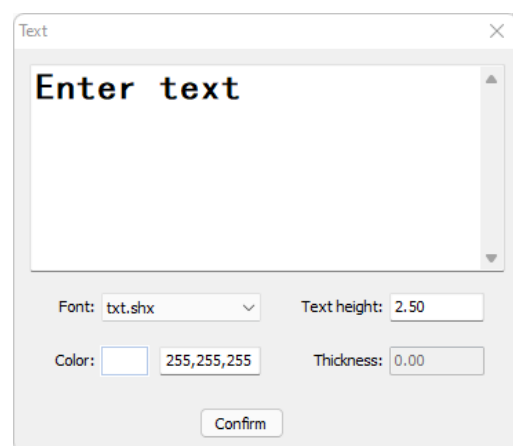 Text
Enter text
Font: txt.shx Text height: 2.50
Color: 255,255,255 Thickness: 0.00
Confirm